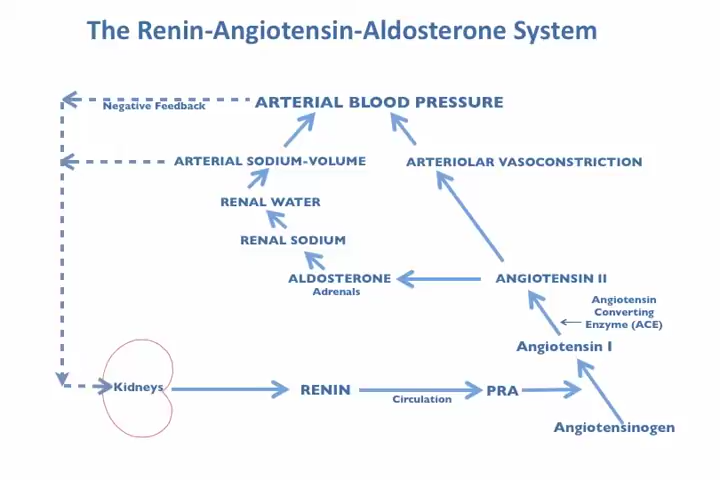 The Renin-Angiotensin-Aldosterone System
ARTERIAL BLOOD PRESSURE
Negative Feedback
ARTERIAL SODIUM-VOLUME
ARTERIOLAR VASOCONSTRICTION
RENAL WATER
RENAL SODIUM
ALDOSTERONE
Adrenals
ANGIOTENSIN II
Angiotensin
Converting
Enzyme (ACE)
Angiotensin I
Kidneys
RENIN
Circulation
PRA
Angiotensinogen